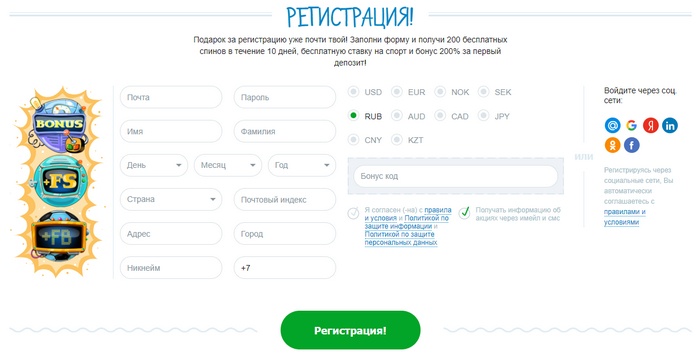 РЕГИСТРАЦИЯ!
Подарок за регистрацию уже почти твой! Заполни форму и получи 200 бесплатных
спинов в течение 10 дней, бесплатную ставку на спорт и бонус 200% за первый
депозит!
BONUS
+FS
+FB
Почта Пароль
Имя Фамилия
День Месяц Год
Страна Почтовый индекс
Адрес Город
Никнейм +7
USD EUR NOK SEK
RUB AUD CAD JPY
CNY KZT
Бонус код
Я согласен (-на) с правила
и условия и Политикой по
защите информации и
Политикой по защите
персональных данных
Получать информацию об
акциях через имейл и смс
Войдите через соц.
сети:
Регистрируясь через
социальные сети, Вы
автоматически
соглашаетесь с
правилами и
условиями
Регистрация!